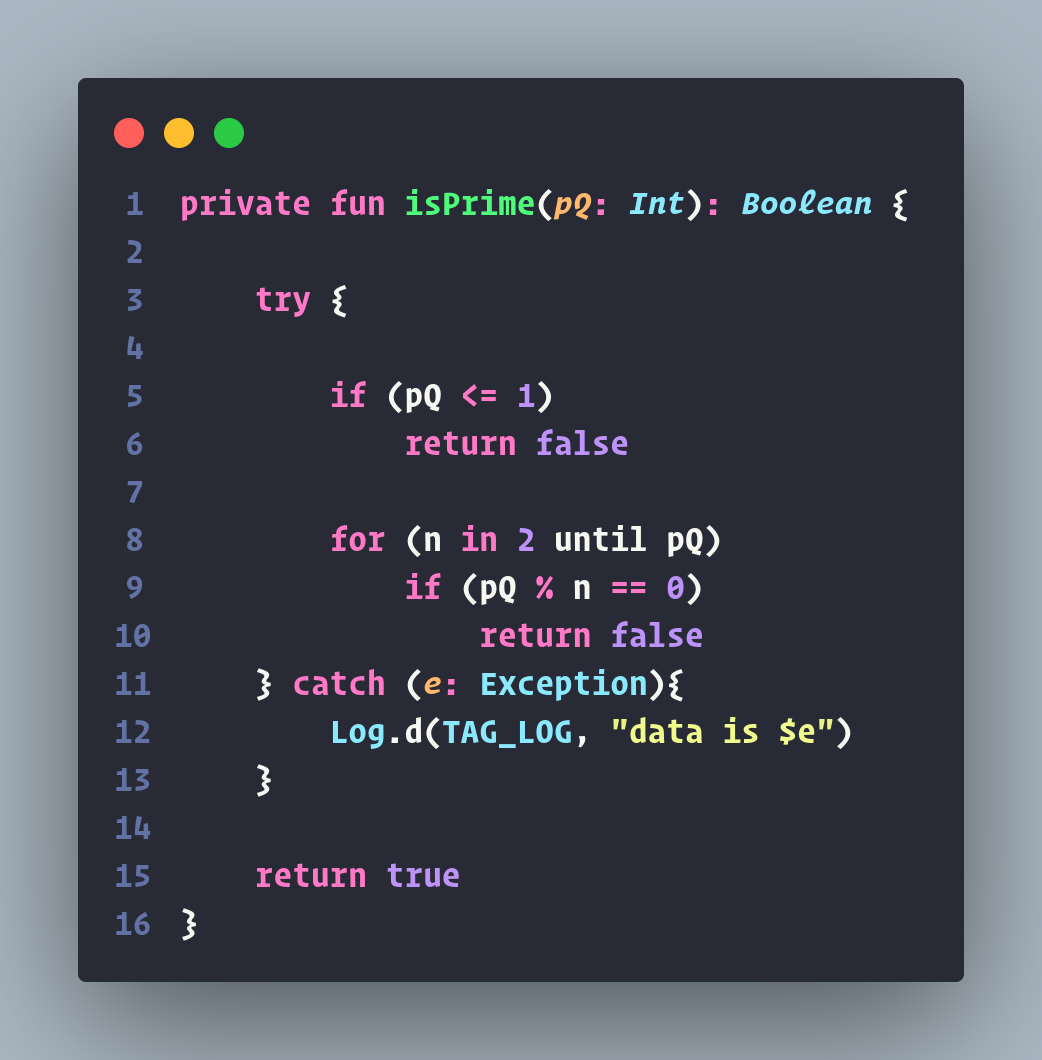 1 private fun isPrime(pQ: Int): Boolean {
2
3     try {
4
5         if (pQ <= 1)
6             return false
7
8         for (n in 2 until pQ)
9             if (pQ % n == 0)
10                 return false
11     } catch (e: Exception){
12         Log.d(TAG_LOG, "data is $e")
13     }
14
15     return true
16 }